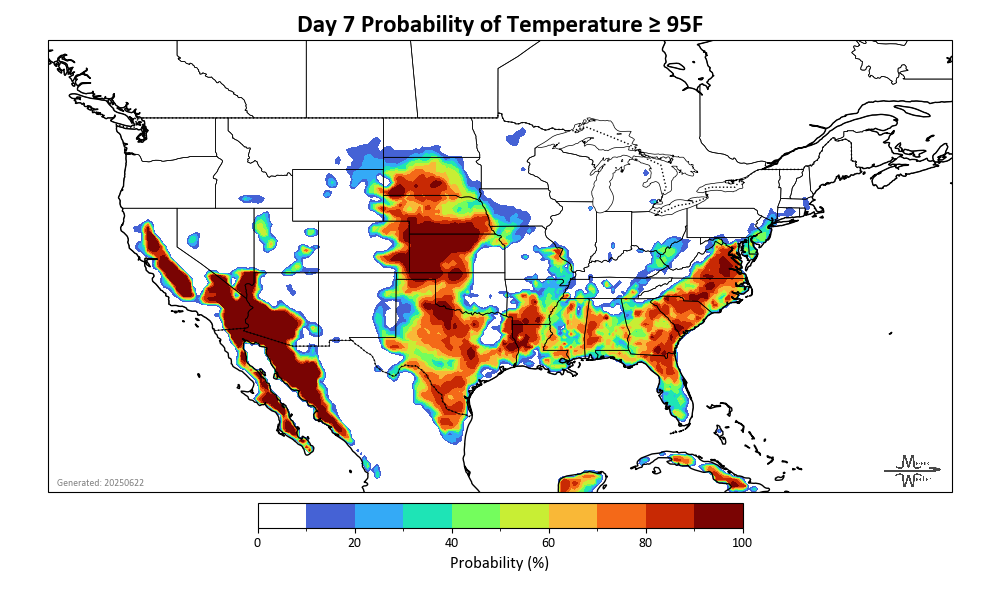 Day 7 Probability of Temperature ≥ 95F
Generated: 20250622
0 20 40 60 80 100
Probability (%)